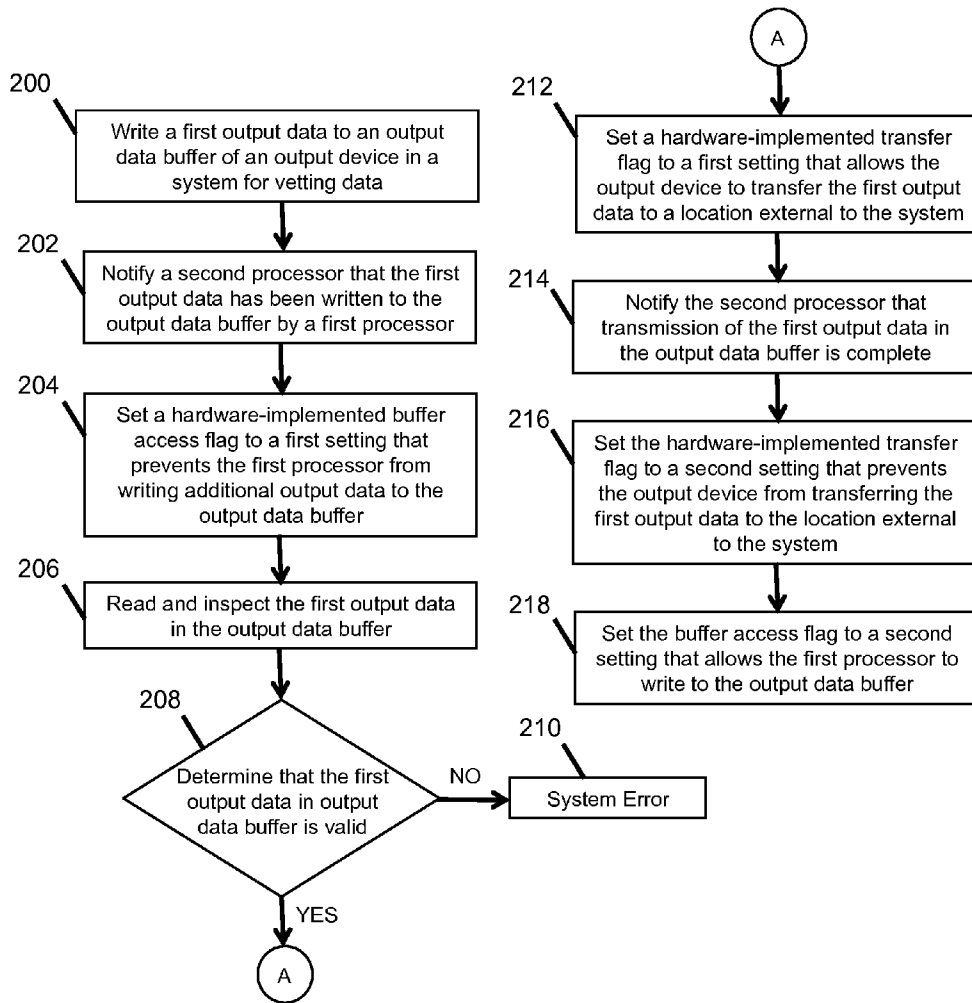 200
Write a first output data to an output
data buffer of an output device in a
system for vetting data
202
Notify a second processor that the first
output data has been written to the
output data buffer by a first processor
204
Set a hardware-implemented buffer
access flag to a first setting that
prevents the first processor from
writing additional output data to the
output data buffer
206
Read and inspect the first output data
in the output data buffer
208
Determine that the first
output data in output
data buffer is valid
NO
210
System Error
YES
A
A
212
Set a hardware-implemented transfer
flag to a first setting that allows the
output device to transfer the first output
data to a location external to the system
214
Notify the second processor that
transmission of the first output data in
the output data buffer is complete
216
Set the hardware-implemented transfer
flag to a second setting that prevents
the output device from transferring the
first output data to the location external
to the system
218
Set the buffer access flag to a second
setting that allows the first processor to
write to the output data buffer